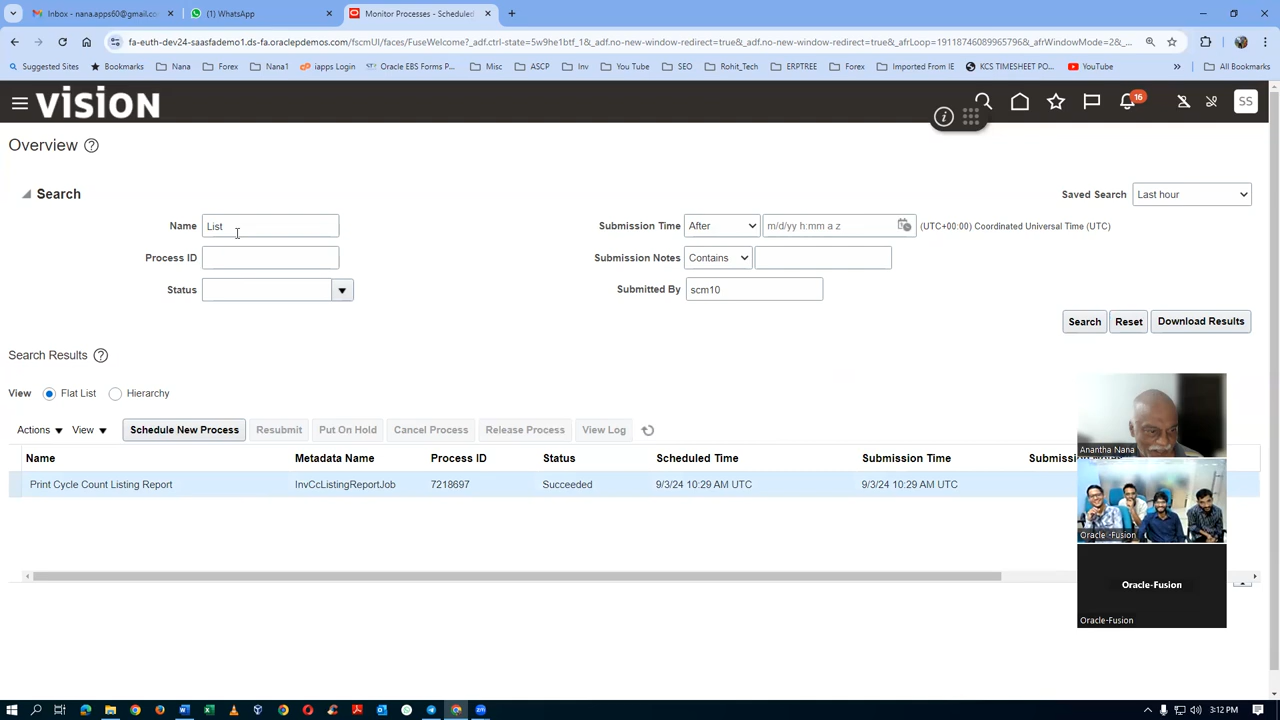 Inbox - nana.apps60@gmail.co
(1) WhatsApp
Monitor Processes - Scheduled
fa-euth-dev24-saasfademo1.ds-fa.oraclepdemos.com/fscmUI/faces/FuseWelcome?_adf.ctrl-state=5w9he1btf_1&_adf.no-new-window-redirect=true&_adf.no-new-window-redirect=true&_afrLoop=19118746089965796&_afrWindowMode=2&_afr...
Suggested Sites
Bookmarks
Nana
Forex
Nana1
iapps Login
Oracle EBS Forms P...
Misc
ASCP
Inv
You Tube
SEO
Rohit_Tech
ERPTREE
Forex
Imported From IE
KCS TIMESHEET PO...
YouTube
»
All Bookmarks
VISION
16
SS
Overview
Search
Saved Search
Last hour
Name
List
Submission Time
After
m/d/yy h:mm a z
(UTC+00:00) Coordinated Universal Time (UTC)
Process ID
Submission Notes
Contains
Status
Submitted By
scm10
Search
Reset
Download Results
Search Results
View
Flat List
Hierarchy
Actions
View
Schedule New Process
Resubmit
Put On Hold
Cancel Process
Release Process
View Log
Name
Metadata Name
Process ID
Status
Scheduled Time
Submission Time
Submission
Print Cycle Count Listing Report
InvCcListingReportJob
7218697
Succeeded
9/3/24 10:29 AM UTC
9/3/24 10:29 AM UTC
Anantha Nana
Oracle -Fusion
Oracle-Fusion
Oracle-Fusion
3:12 PM